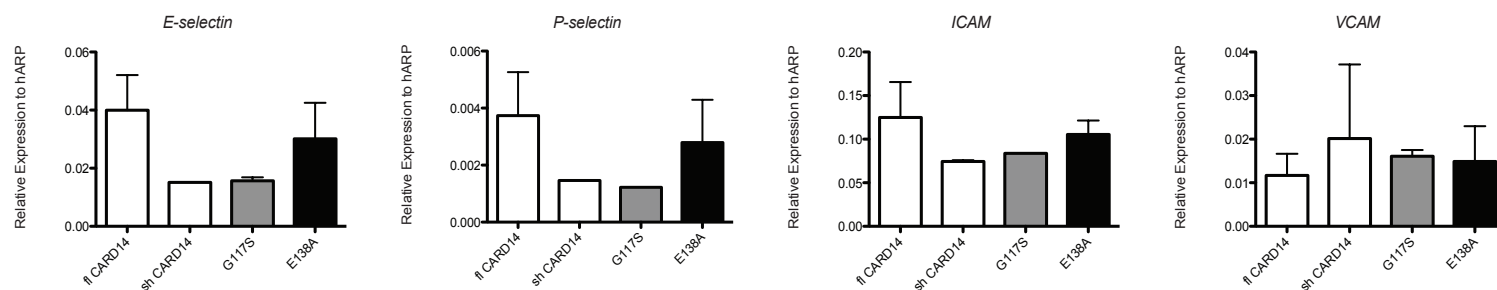 E-selectin
Relative Expression to hARP
0.06
0.04
0.02
0.00
fl CARD14
sh CARD14
G117S
E138A
P-selectin
Relative Expression to hARP
0.006
0.004
0.002
0.000
fl CARD14
sh CARD14
G117S
E138A
ICAM
Relative Expression to hARP
0.20
0.15
0.10
0.05
0.00
fl CARD14
sh CARD14
G117S
E138A
VCAM
Relative Expression to hARP
0.04
0.03
0.02
0.01
0.00
fl CARD14
sh CARD14
G117S
E138A